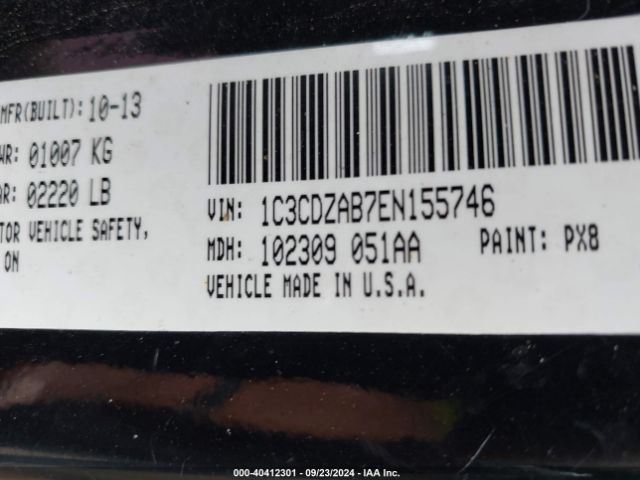 MFR(BUILT): 10-13
WR: 01007 KG
AR: 02220 LB
TOR VEHICLE SAFETY,
ON
VIN: 1C3CDZAB7EN155746
MDH: 102309 051AA PAINT: PX8
VEHICLE MADE IN U.S.A.
000-40412301 - 09/23/2024 - IAA Inc.